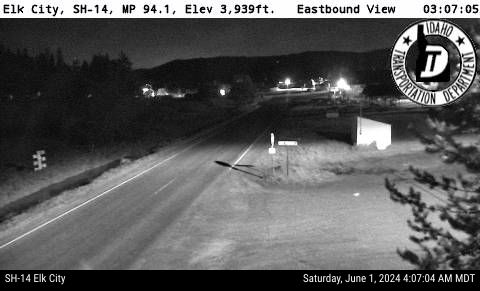 Elk City, SH-14, MP 94.1, Elev 3,939ft. Eastbound View 03:07:05
IDAHO
TRANSPORTATION DEPARTMENT
SH-14 Elk City Saturday, June 1, 2024 4:07:04 AM MDT